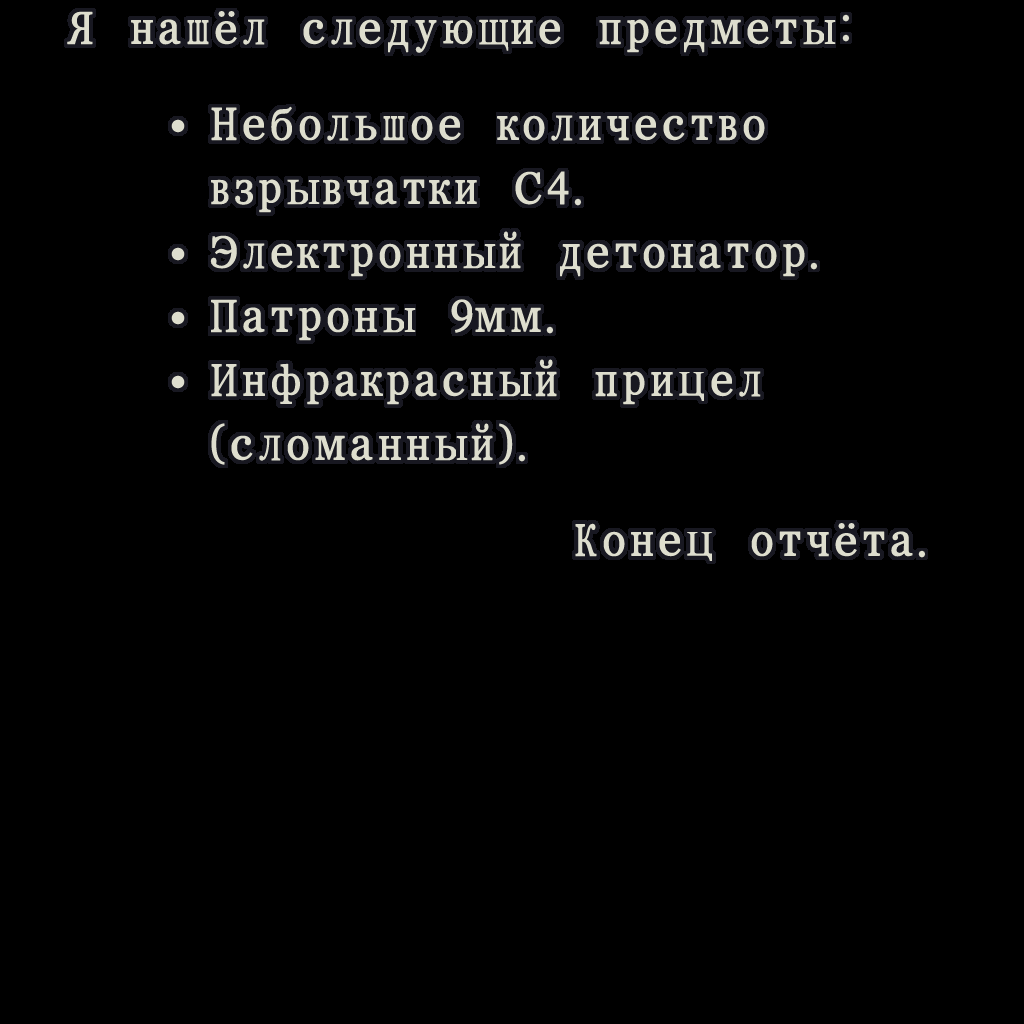 Я нашёл следующие предметы:
• Небольшое количество
взрывчатки С4.
• Электронный детонатор.
• Патроны 9мм.
• Инфракрасный прицел
(сломанный).
Конец отчёта.